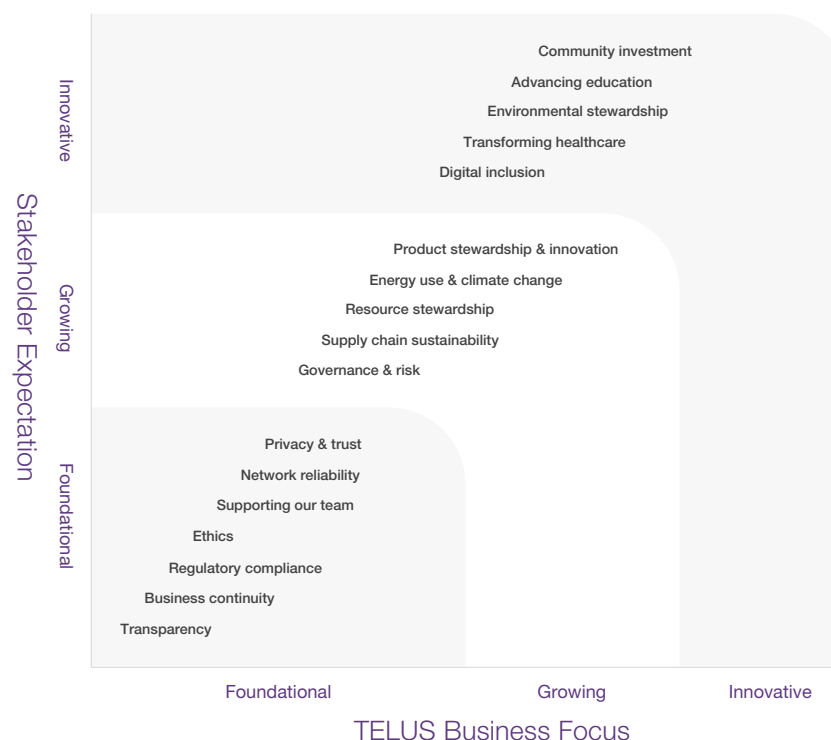 Community investment
Advancing education
Environmental stewardship
Transforming healthcare
Digital inclusion
Innovative
Product stewardship & innovation
Energy use & climate change
Resource stewardship
Supply chain sustainability
Governance & risk
Growing
Stakeholder Expectation
Privacy & trust
Network reliability
Supporting our team
Ethics
Regulatory compliance
Business continuity
Transparency
Foundational
Foundational
Growing
Innovative
TELUS Business Focus